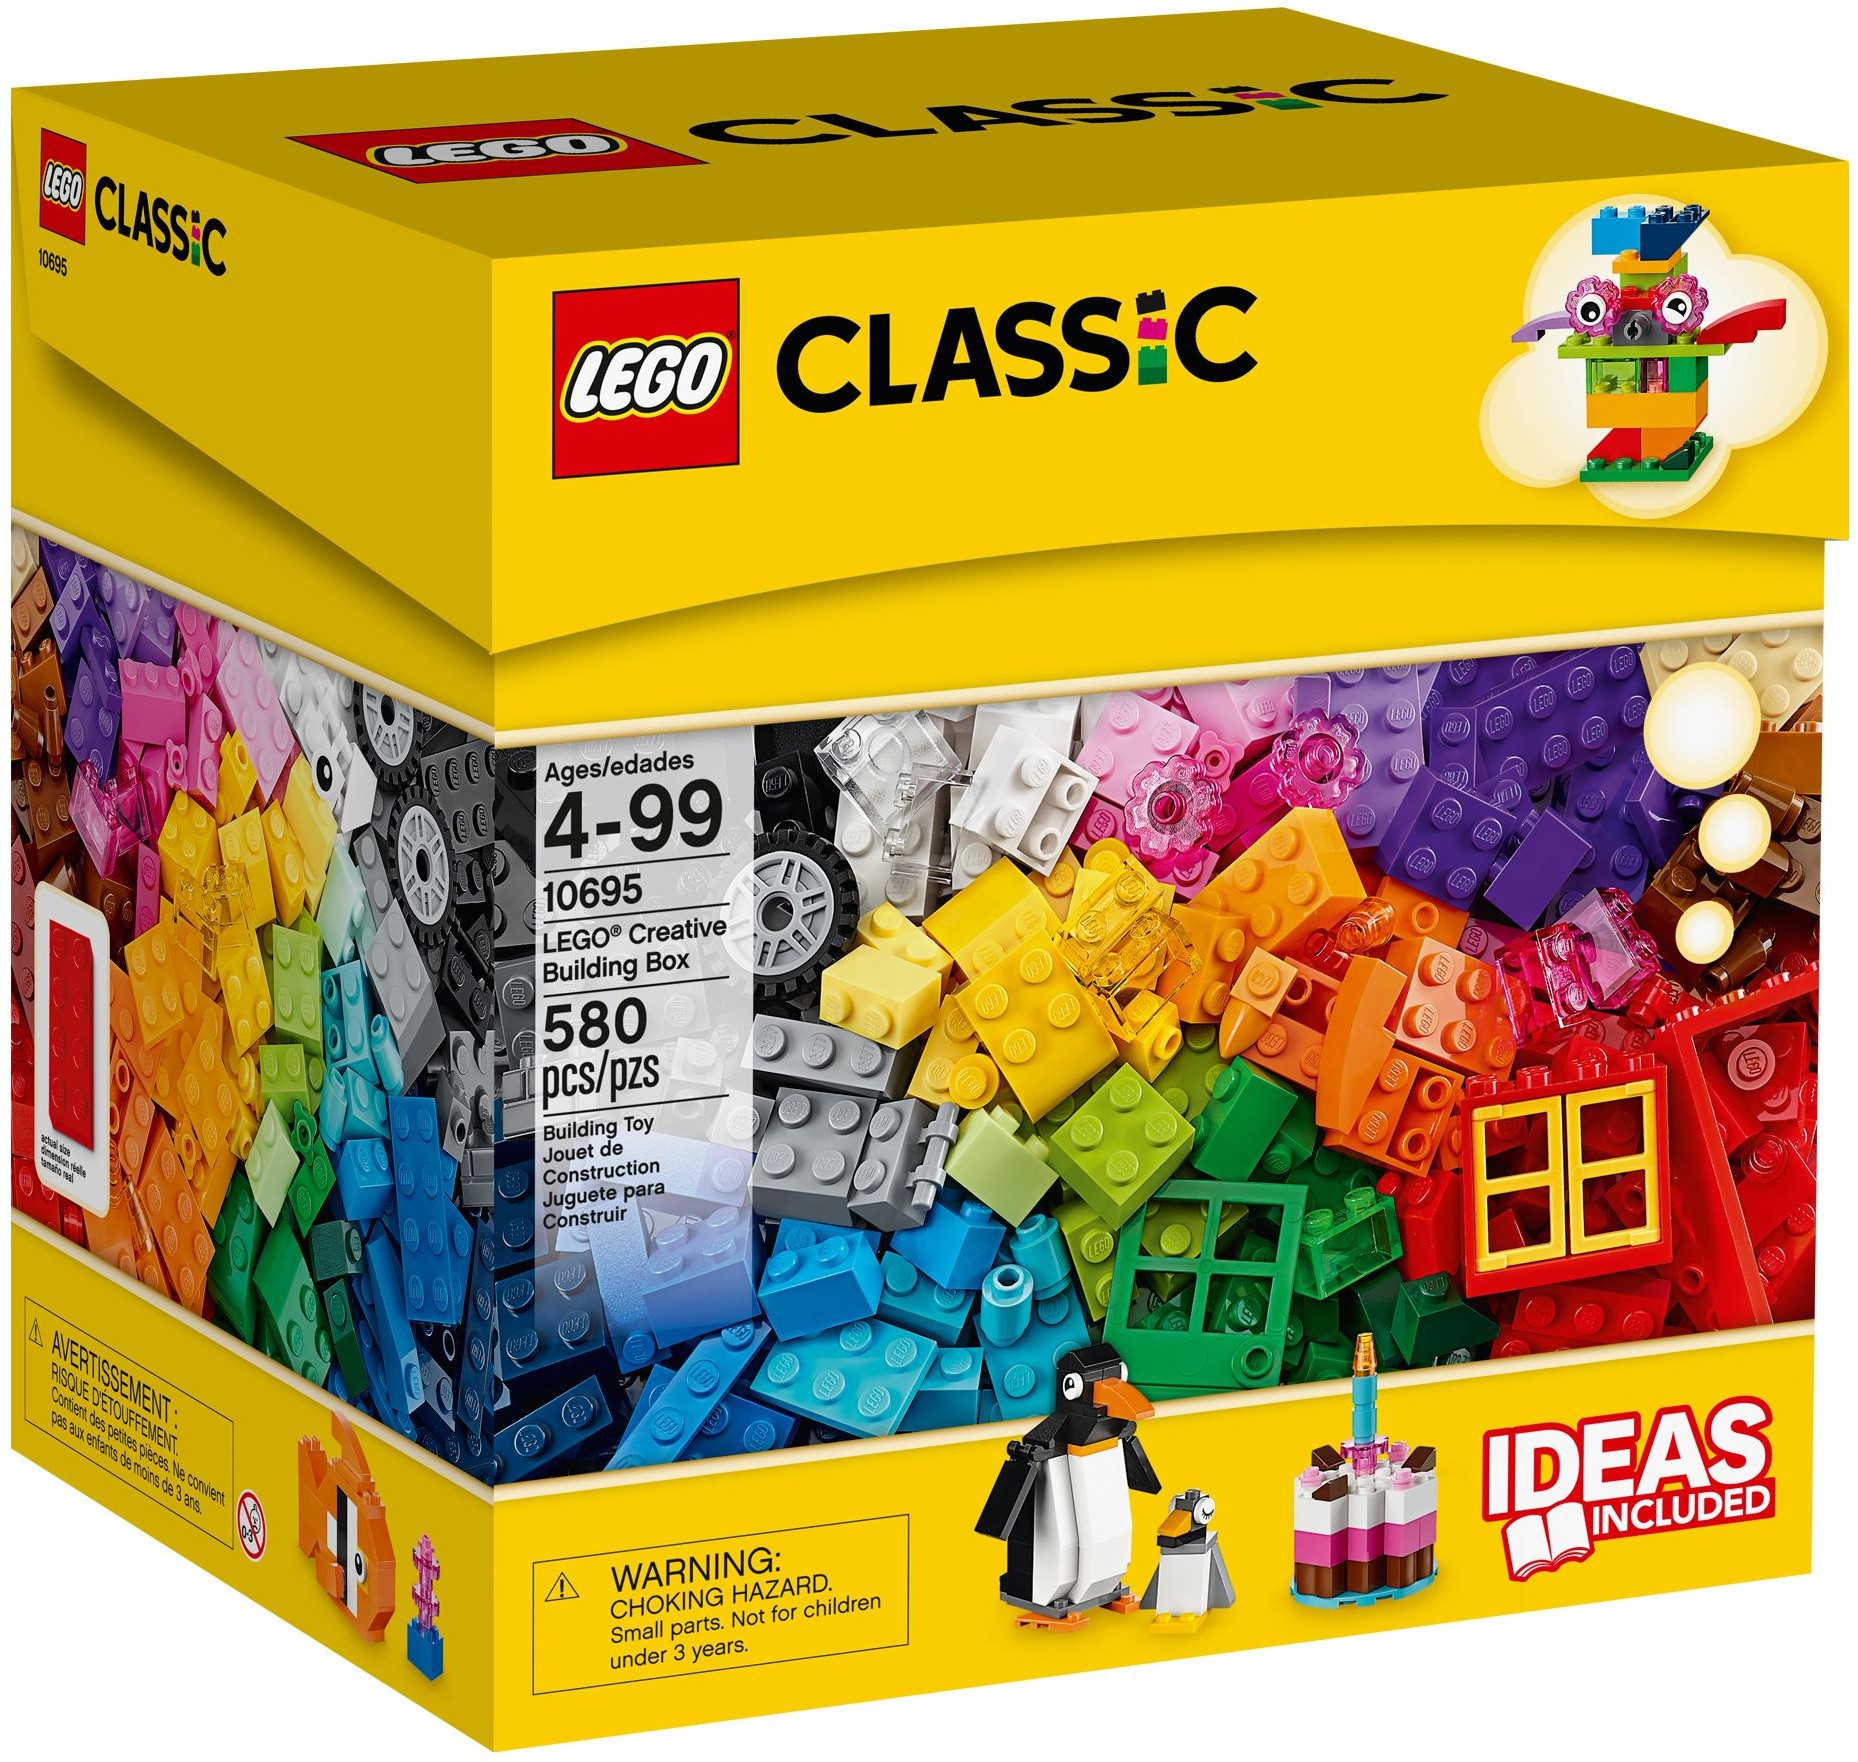 LEGO CLASSIC
LEGO CLASSIC
10695
LEGO® CLASSIC
Ages/edades
4-99
10695
LEGO® Creative
Building Box
580
pcs/pzs
Building Toy
Jouet de
Construction
Juguete para
Construir
actual size
dimension réelle
tamaño real
AVERTISSEMENT :
RISQUE D'ÉTOUFFEMENT.
Contient des petites pièces. Ne convient
pas aux enfants de moins de 3 ans.
0-3
WARNING:
CHOKING HAZARD.
Small parts. Not for children
under 3 years.
IDEAS
INCLUDED